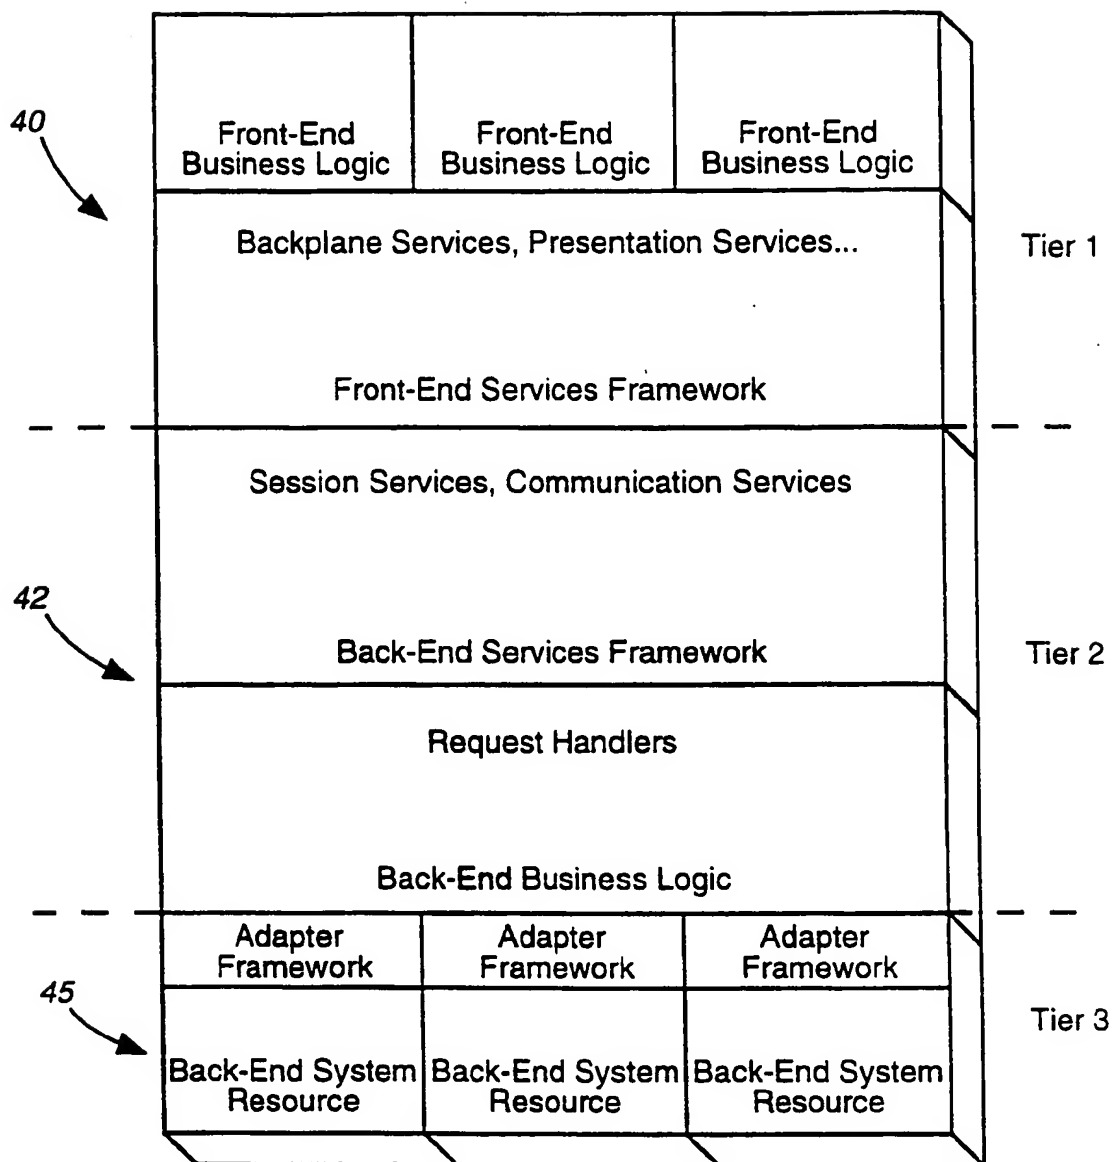 40
Front-End
Business Logic
Front-End
Business Logic
Front-End
Business Logic
Backplane Services, Presentation Services...
Tier 1
Front-End Services Framework
Session Services, Communication Services
42
Back-End Services Framework
Tier 2
Request Handlers
Back-End Business Logic
Adapter
Framework
Adapter
Framework
Adapter
Framework
45
Tier 3
Back-End System
Resource
Back-End System
Resource
Back-End System
Resource